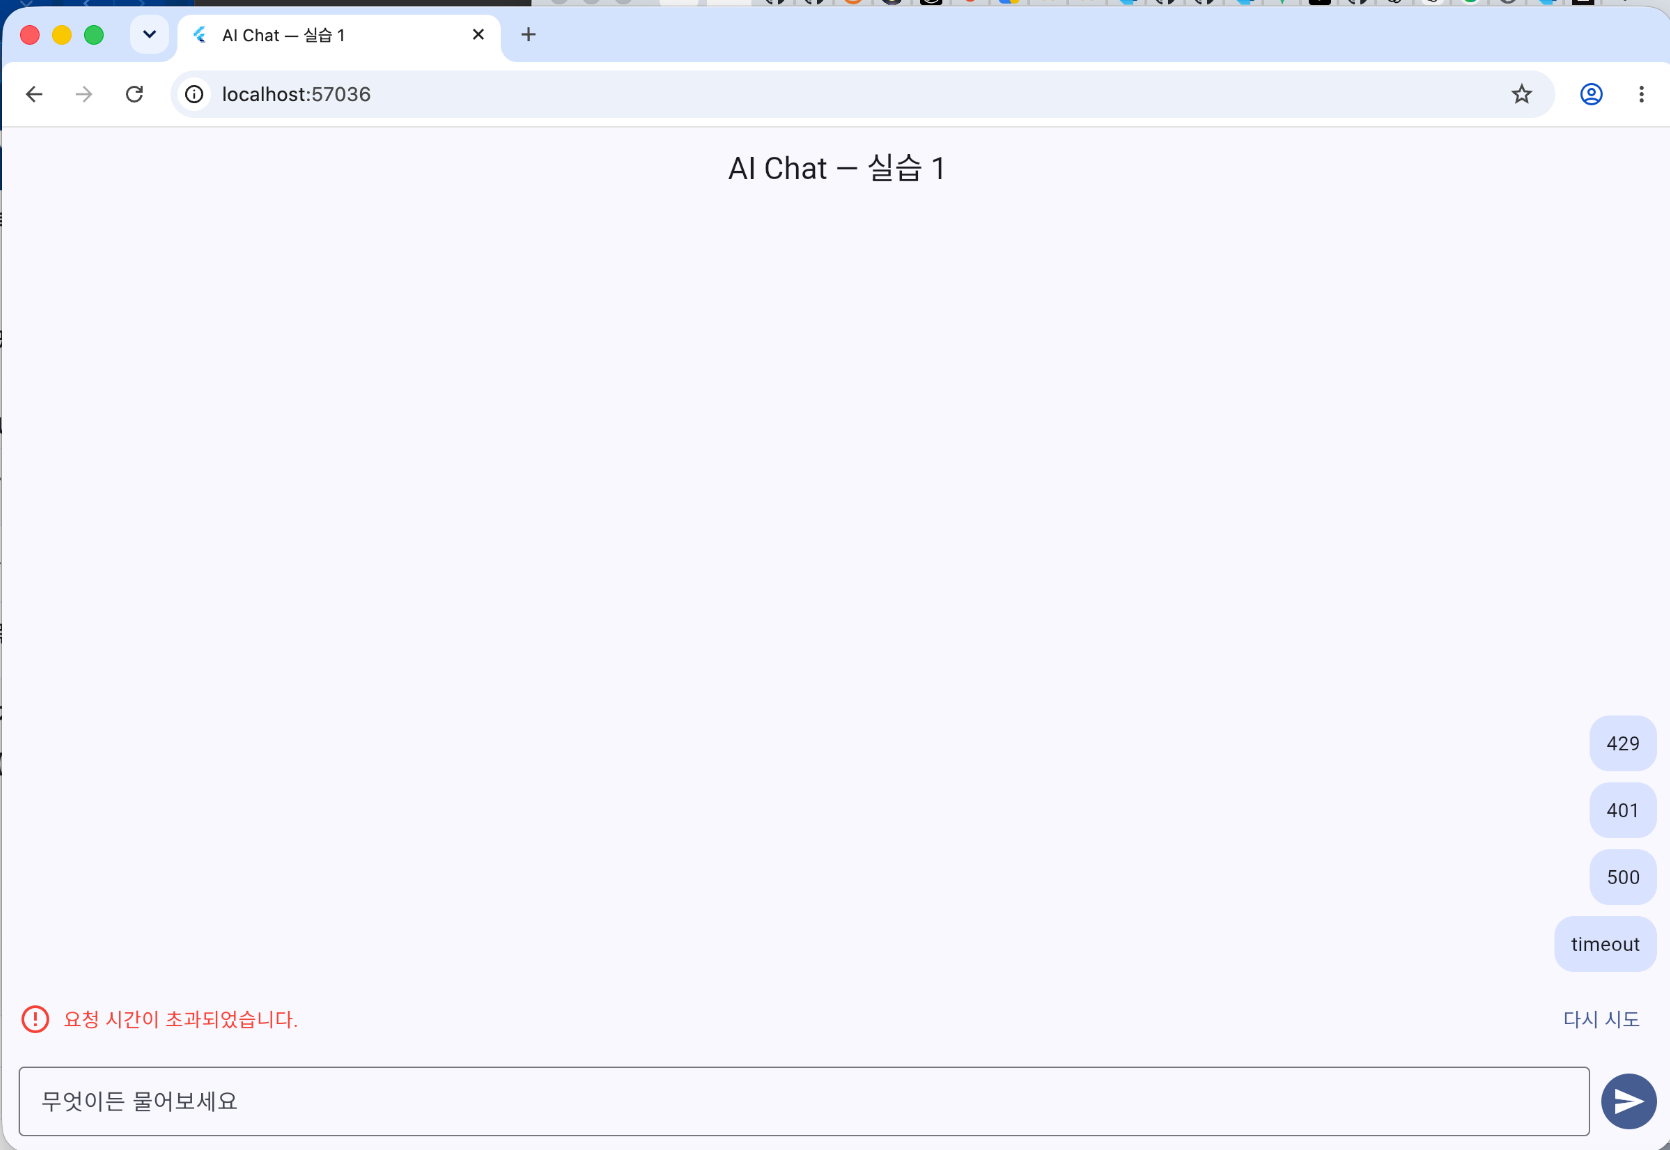 AI Chat — 실습 1
localhost:57036
AI Chat — 실습 1
429
401
500
timeout
요청 시간이 초과되었습니다.
다시 시도
무엇이든 물어보세요